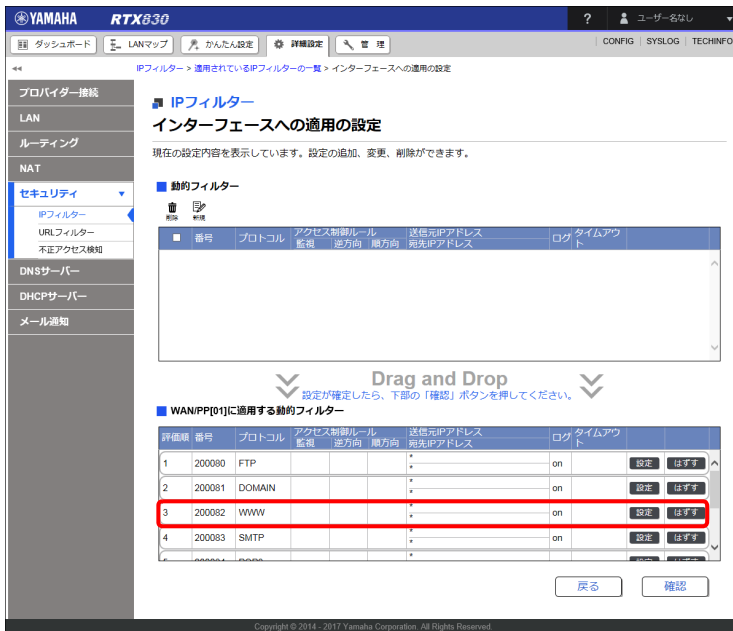 YAMAHA RTX830 ? ユーザー名なし
ダッシュボード LANマップ かんたん設定 詳細設定 管 理 CONFIG SYSLOG TECHINFO
IPフィルター > 適用されているIPフィルターの一覧 > インターフェースへの適用の設定
プロバイダー接続
LAN
ルーティング
NAT
セキュリティ
IPフィルター
URLフィルター
不正アクセス検知
DNSサーバー
DHCPサーバー
メール通知
IPフィルター
インターフェースへの適用の設定
現在の設定内容を表示しています。設定の追加、変更、削除ができます。
動的フィルター
削除 新規
番号 プロトコル アクセス制御ルール 監視 逆方向 順方向 送信元IPアドレス 宛先IPアドレス ログ タイムアウト
Drag and Drop
設定が確定したら、下部の「確認」ボタンを押してください。
WAN/PP[01]に適用する動的フィルター
評価順 番号 プロトコル アクセス制御ルール 監視 逆方向 順方向 送信元IPアドレス 宛先IPアドレス ログ タイムアウト
1 200080 FTP * * on 設定 はずす
2 200081 DOMAIN * * on 設定 はずす
3 200082 WWW * * on 設定 はずす
4 200083 SMTP * * on 設定 はずす
*
戻る 確認
Copyright © 2014 - 2017 Yamaha Corporation. All Rights Reserved.